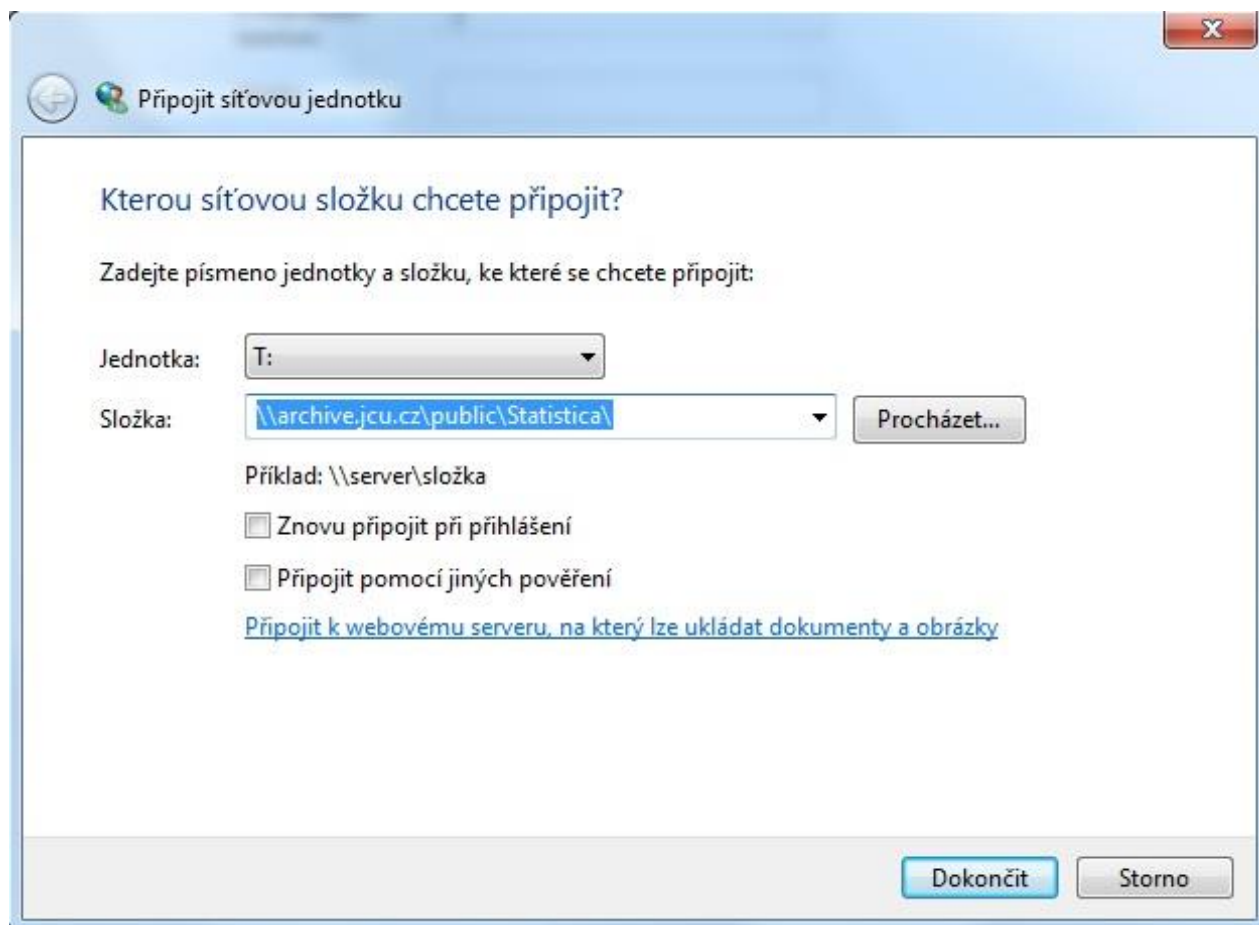 Připojit síťovou jednotku
Kterou síťovou složku chcete připojit?
Zadejte písmeno jednotky a složku, ke které se chcete připojit:
Jednotka: T:
Složka: \\archive.jcu.cz\public\Statistica\ Procházet...
Příklad: \\server\složka
Znovu připojit při přihlášení
Připojit pomocí jiných pověření
Připojit k webovému serveru, na který lze ukládat dokumenty a obrázky
Dokončit Storno